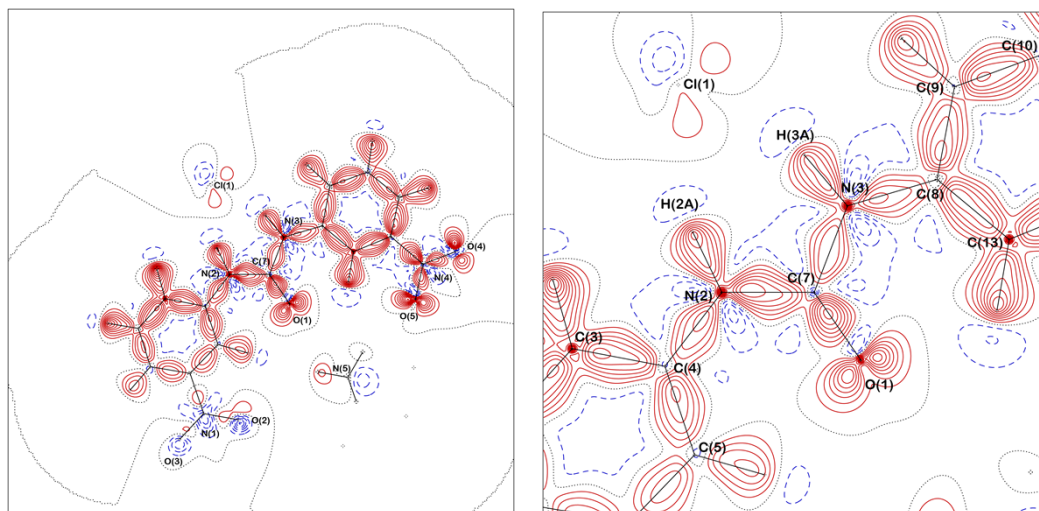 Cl(1)
N(3)
O(4)
N(2)
C(7)
N(4)
O(1)
O(5)
N(5)
O(2)
N(1)
O(3)
C(10)
Cl(1)
C(9)
H(3A)
N(3)
C(8)
H(2A)
C(13)
C(7)
N(2)
C(3)
O(1)
C(4)
C(5)